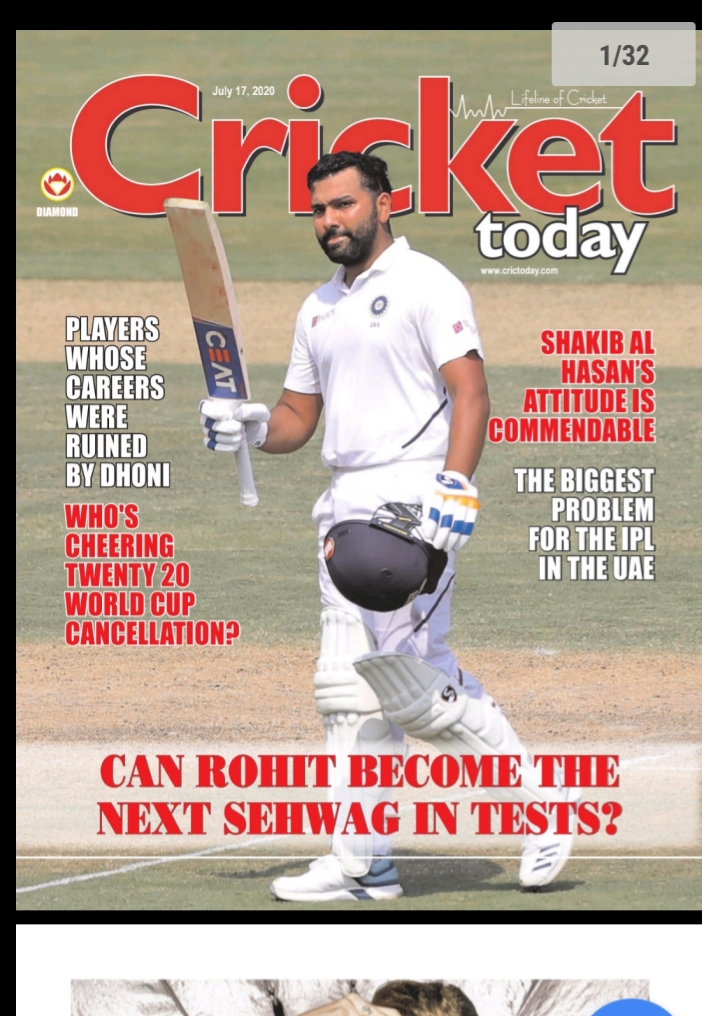 1/32
July 17, 2020
Lifeline of Cricket
Cricket
today
www.crictoday.com
DIAMOND
PLAYERS
WHOSE
CAREERS
WERE
RUINED
BY DHONI
WHO'S
CHEERING
TWENTY 20
WORLD CUP
CANCELLATION?
SHAKIB AL
HASAN'S
ATTITUDE IS
COMMENDABLE
THE BIGGEST
PROBLEM
FOR THE IPL
IN THE UAE
CEAT
CAN ROHIT BECOME THE
NEXT SEHWAG IN TESTS?